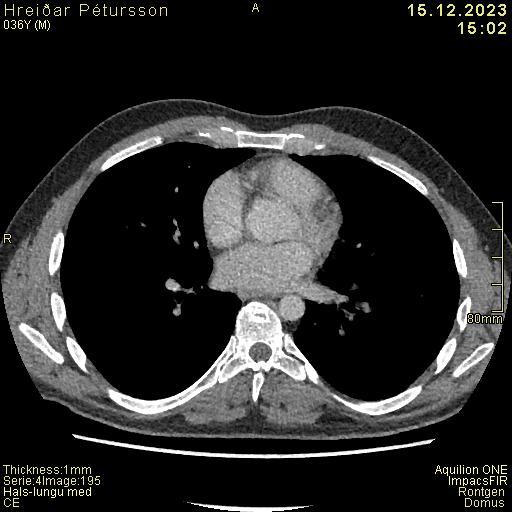 Hreiðar Pétursson
036Y (M)
A
15.12.2023
15:02
R
80mm
Thickness:1mm
Serie:4Image:195
Hals-lungu med
CE
Aquilion ONE
ImpacsFIR
Rontgen
Domus